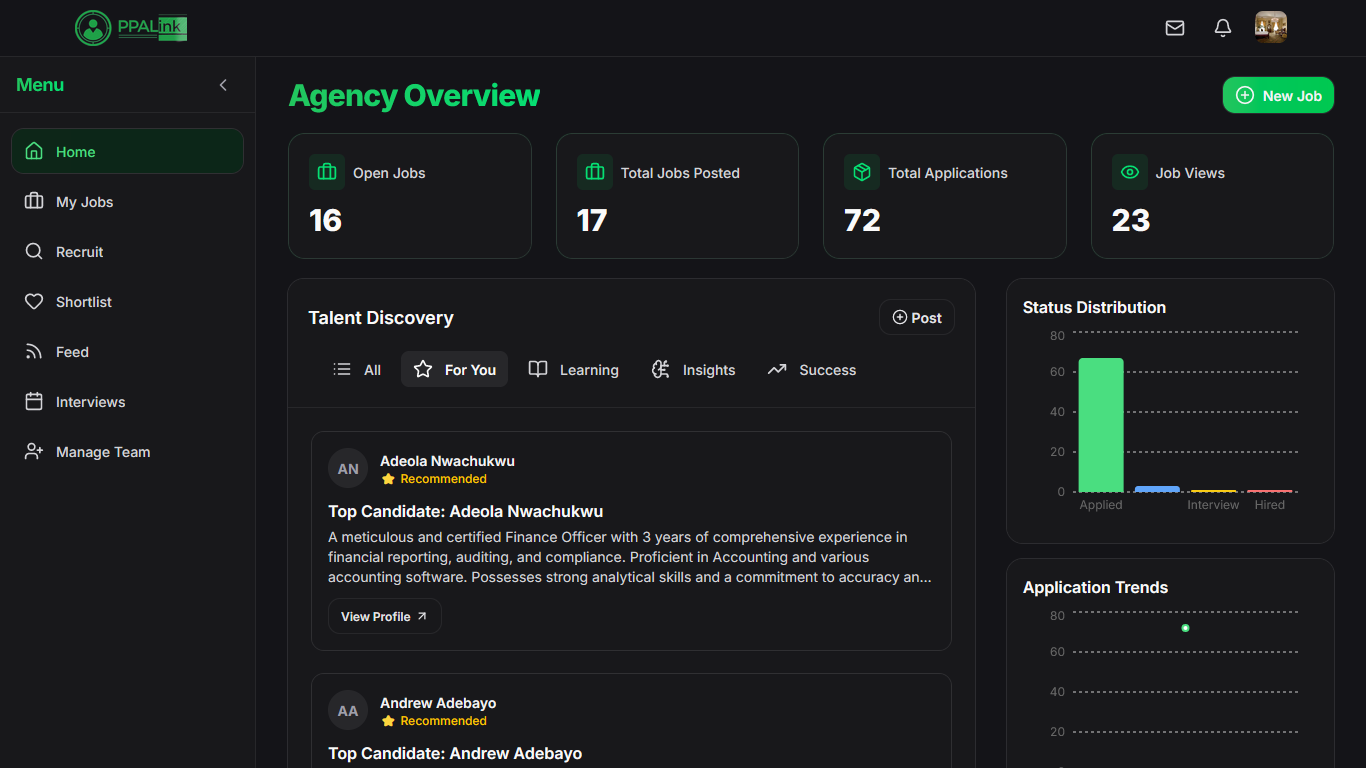 PPALink
Menu
Home
My Jobs
Recruit
Shortlist
Feed
Interviews
Manage Team
Agency Overview
New Job
Open Jobs
16
Total Jobs Posted
17
Total Applications
72
Job Views
23
Talent Discovery
Post
All
For You
Learning
Insights
Success
AN
Adeola Nwachukwu
Recommended
Top Candidate: Adeola Nwachukwu
A meticulous and certified Finance Officer with 3 years of comprehensive experience in
financial reporting, auditing, and compliance. Proficient in Accounting and various
accounting software. Possesses strong analytical skills and a commitment to accuracy an...
View Profile
AA
Andrew Adebayo
Recommended
Top Candidate: Andrew Adebayo
Status Distribution
80
60
40
20
0
Applied
Interview
Hired
Application Trends
80
60
40
20